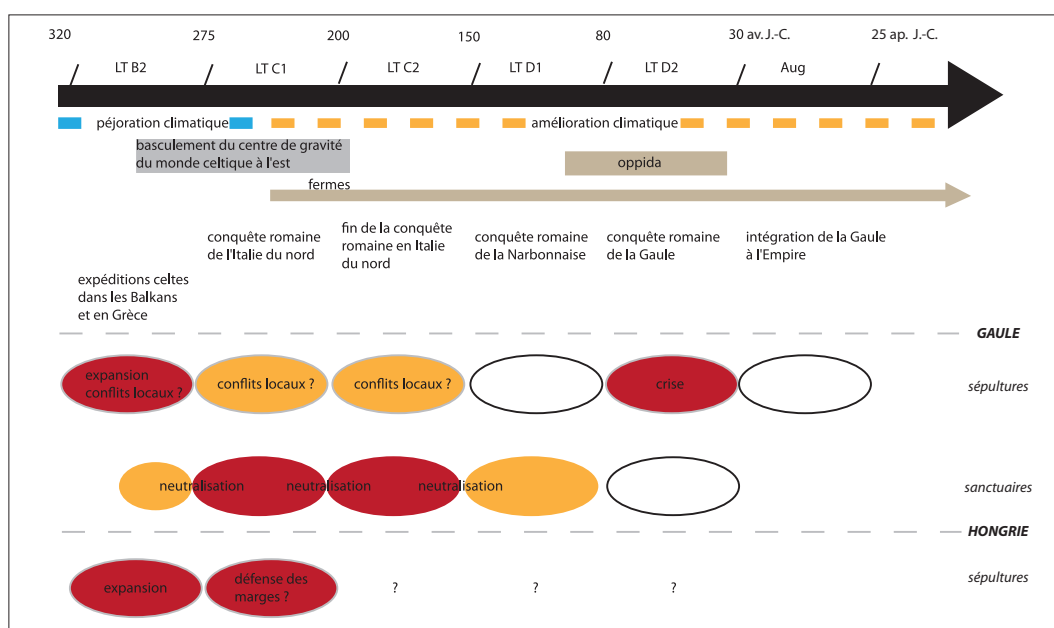 320 275 200 150 80 30 av.J.-C. 25 ap. J.-C.
LT B2 LT C1 LT C2 LT D1 LT D2 Aug
péjoration climatique amélioration climatique
basculement du centre de gravité
du monde celtique à l'est
oppida
fermes
conquête romaine
de l'Italie du nord
fin de la conquête
romaine en Italie
du nord
conquête romaine
de la Narbonnaise
conquête romaine
de la Gaule
intégration de la Gaule
à l'Empire
expéditions celtes
dans les Balkans
et en Grèce
GAULE
expansion
conflits locaux ?
conflits locaux ?
conflits locaux ?
crise
sépultures
neutralisation neutralisation neutralisation
sanctuaires
HONGRIE
expansion
défense des
marges ?
? ? ?
sépultures